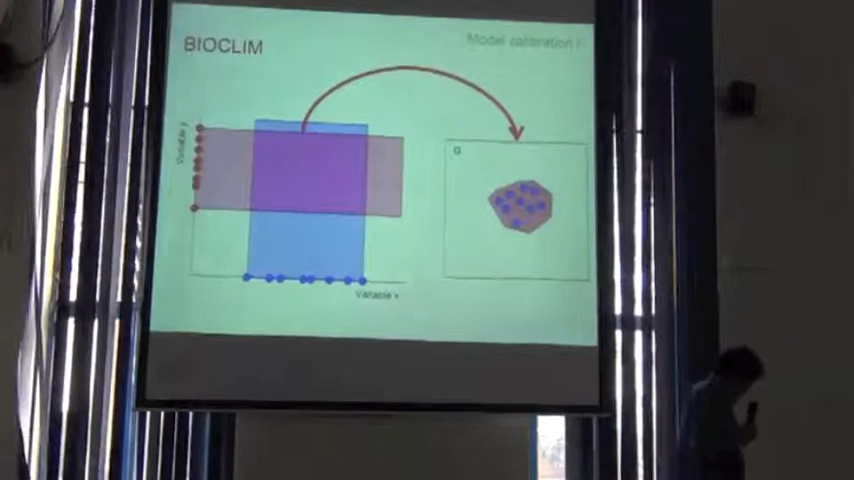 BIOCLIM
Model calibration
Variable y
G
Variable x